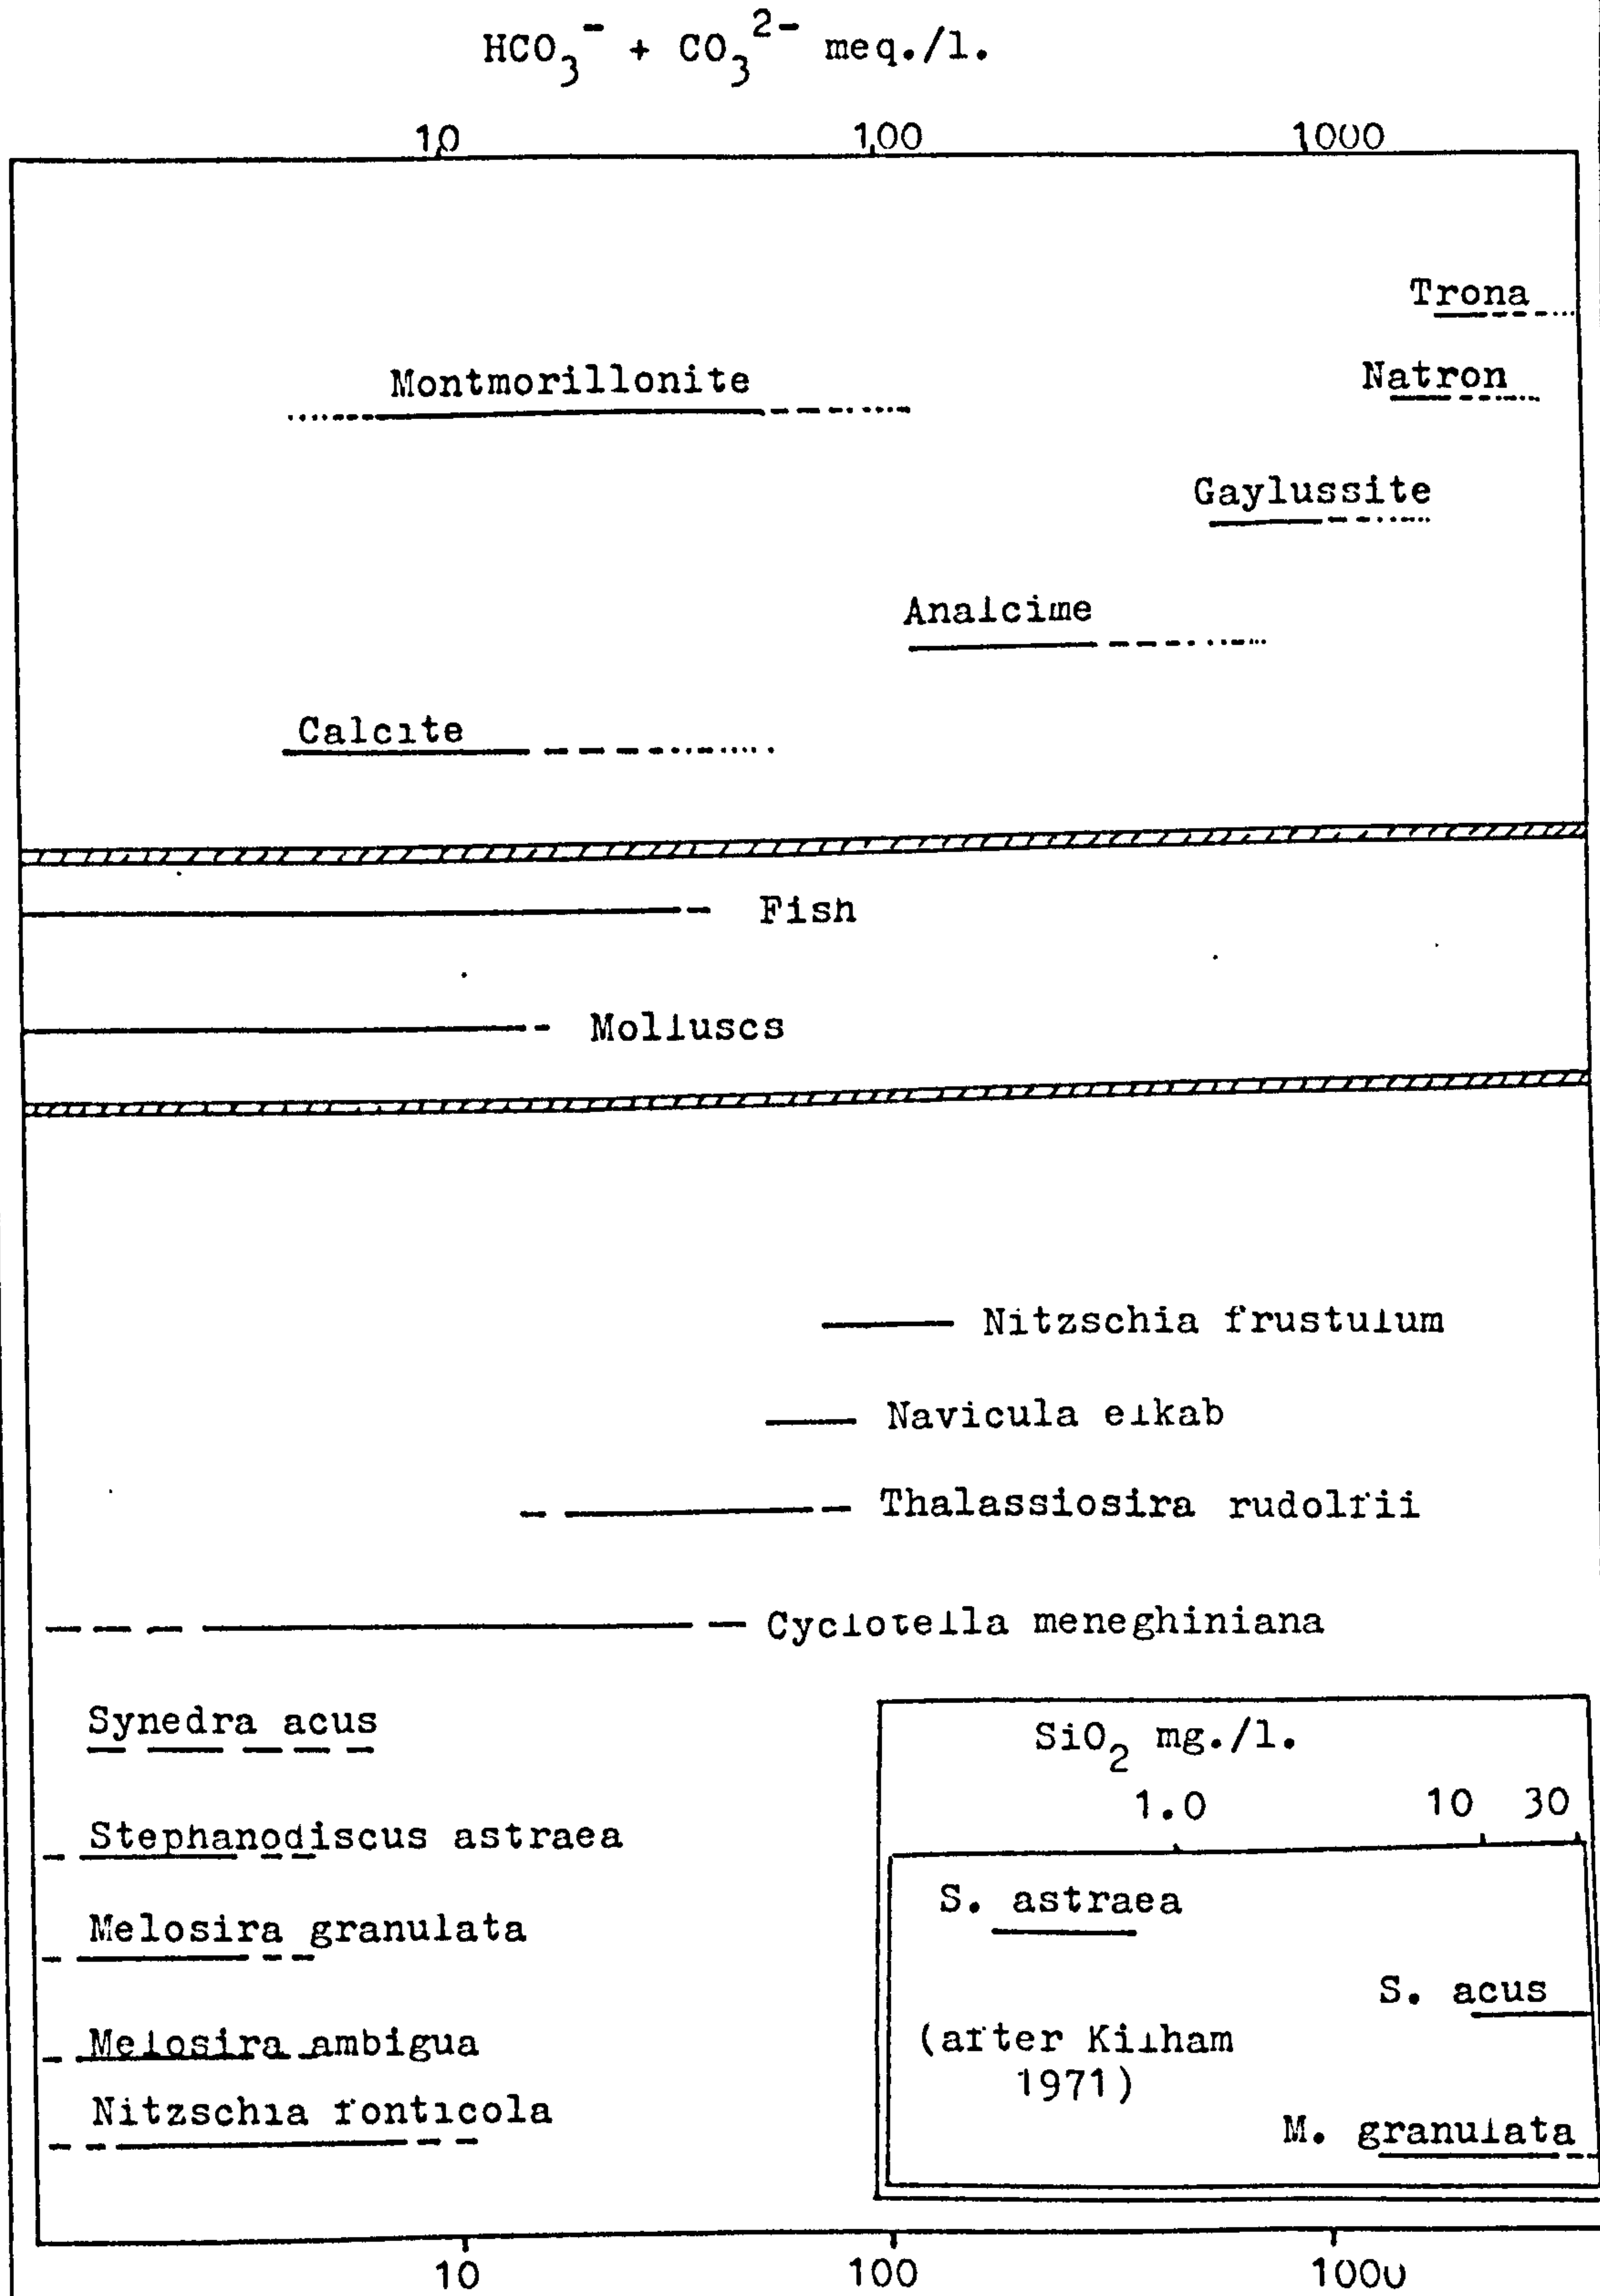 HCO₃⁻ + CO₃²⁻ meq./l.
10 100 1000
Trona
Montmorillonite Natron
Gaylussite
Analcime
Calcite
Fish
Molluscs
Nitzschia frustulum
Navicula elkab
Thalassiosira rudolfii
Cyclotella meneghiniana
Synedra acus
Stephanodiscus astraea
Melosira granulata
Melosira ambigua
Nitzschia fonticola
SiO₂ mg./l.
1.0 10 30
S. astraea
S. acus
(after Kilham
1971)
M. granulata
10 100 1000